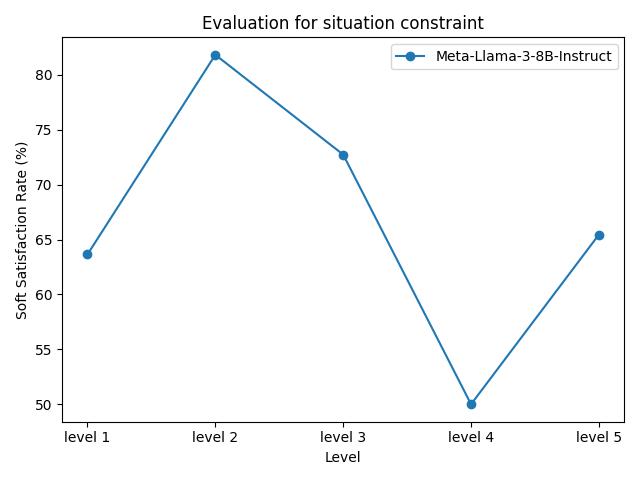 Evaluation for situation constraint
Meta-Llama-3-8B-Instruct
Soft Satisfaction Rate (%)
80
75
70
65
60
55
50
level 1 level 2 level 3 level 4 level 5
Level